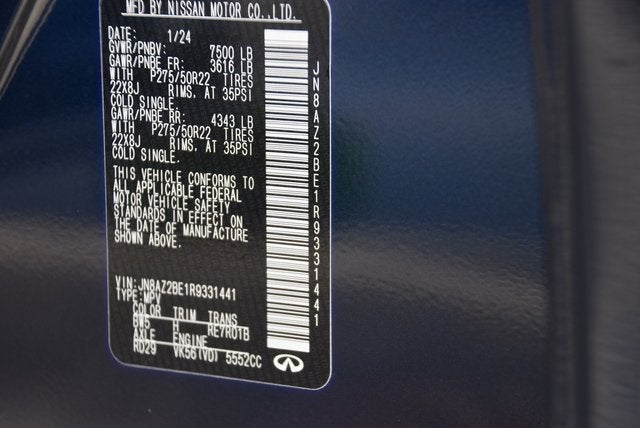 MFD BY NISSAN MOTOR CO.,LTD.
DATE: 1/24
GVWR/PNBV: 7500 LB
GAWR/PNBE FR: 3616 LB
WITH P275/50R22 TIRES
22X8J RIMS, AT 35PSI
COLD SINGLE.
GAWR/PNBE RR: 4343 LB
WITH P275/50R22 TIRES
22X8J RIMS, AT 35PSI
COLD SINGLE.
THIS VEHICLE CONFORMS TO
ALL APPLICABLE FEDERAL
MOTOR VEHICLE SAFETY
STANDARDS IN EFFECT ON
THE DATE OF MANUFACTURE
SHOWN ABOVE.
VIN:JN8AZ2BE1R9331441
TYPE:MPV
COLOR TRIM TRANS
BW5 H RE7R01B
AXLE ENGINE
RD29 VK56(VD) 5552CC
JN8AZ2BE1R9331441